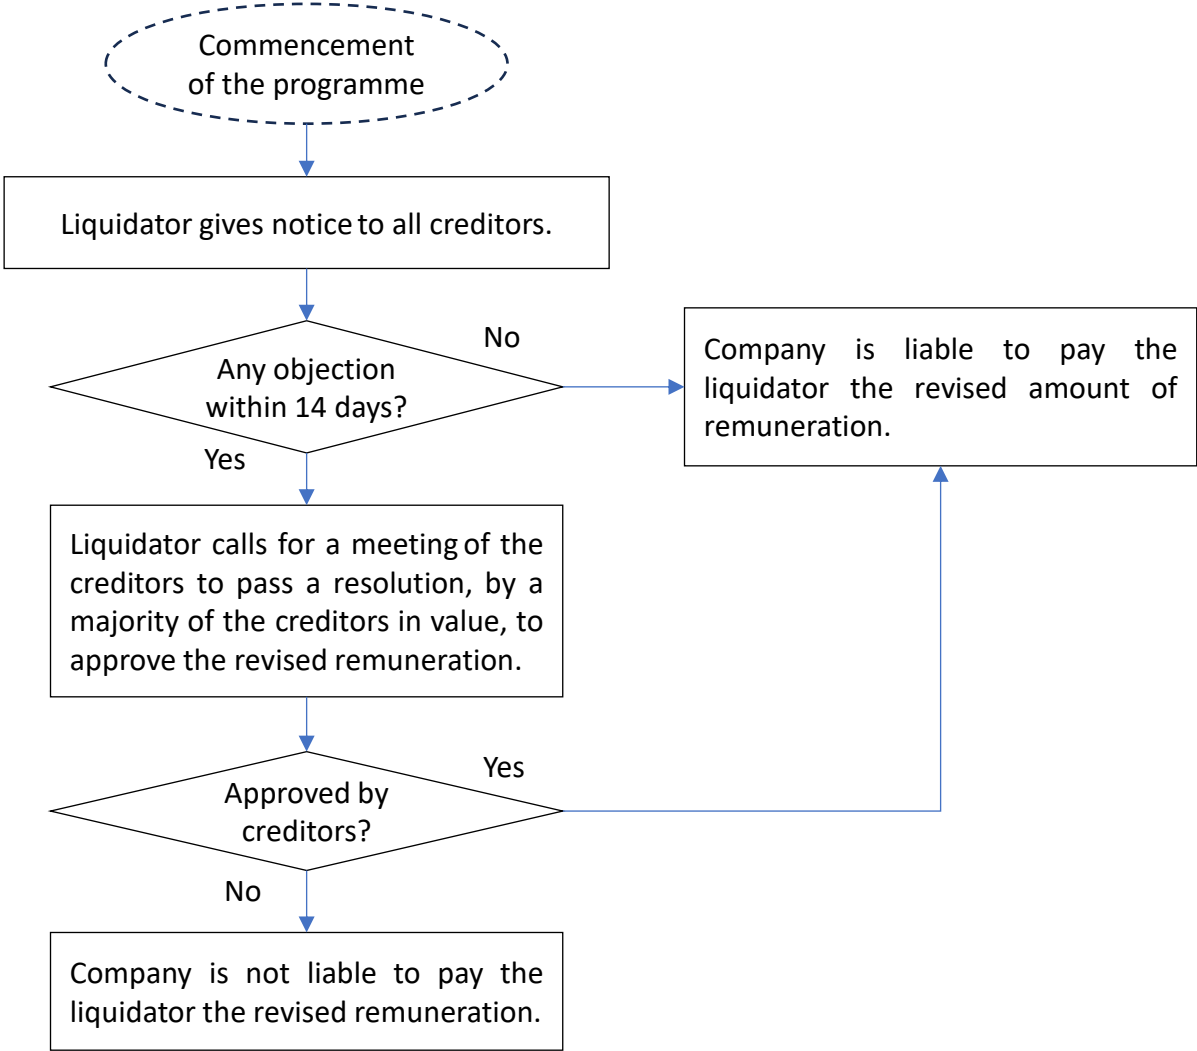 Commencement
of the programme
Liquidator gives notice to all creditors.
Any objection
within 14 days?
No
Company is liable to pay the
liquidator the revised amount of
remuneration.
Yes
Liquidator calls for a meeting of the
creditors to pass a resolution, by a
majority of the creditors in value, to
approve the revised remuneration.
Approved by
creditors?
Yes
No
Company is not liable to pay the
liquidator the revised remuneration.